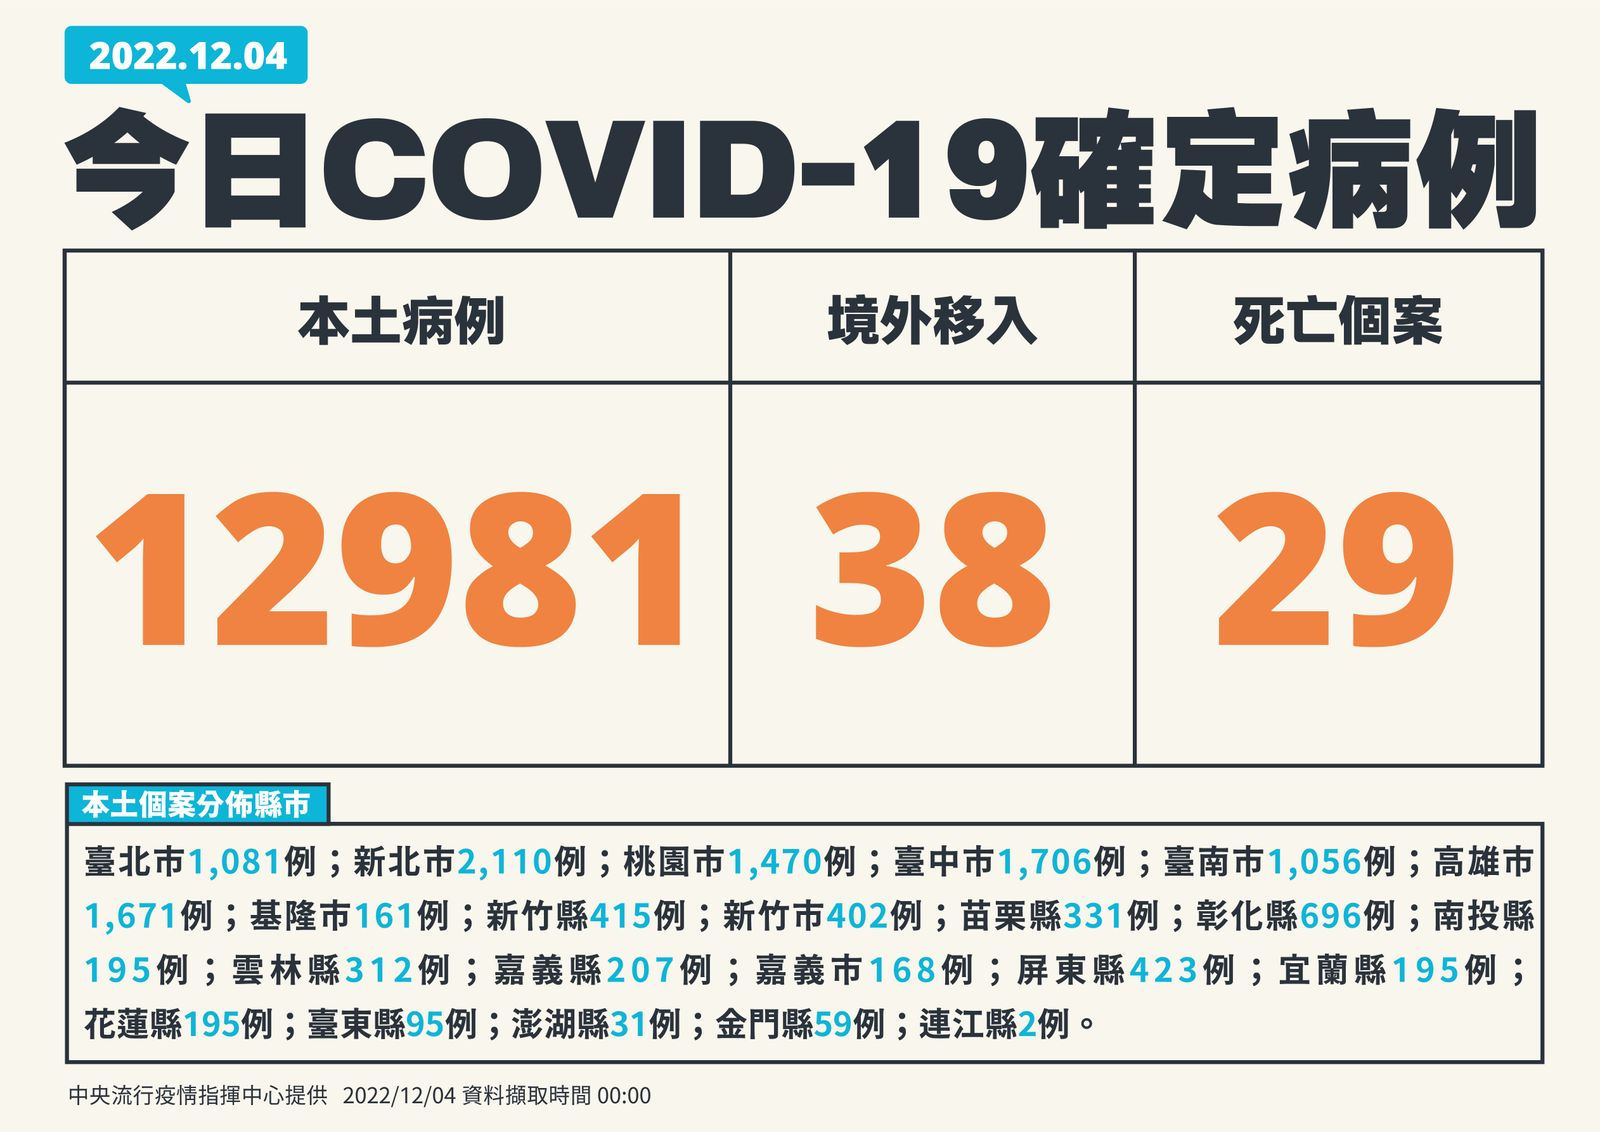 2022.12.04
今日COVID-19確定病例
本土病例 境外移入 死亡個案
12981 38 29
本土個案分佈縣市
臺北市1,081例；新北市2,110例；桃園市1,470例；臺中市1,706例；臺南市1,056例；高雄市
1,671例；基隆市161例；新竹縣415例；新竹市402例；苗栗縣331例；彰化縣696例；南投縣
195例；雲林縣312例；嘉義縣207例；嘉義市168例；屏東縣423例；宜蘭縣195例；
花蓮縣195例；臺東縣95例；澎湖縣31例；金門縣59例；連江縣2例。
中央流行疫情指揮中心提供 2022/12/04 資料擷取時間 00:00